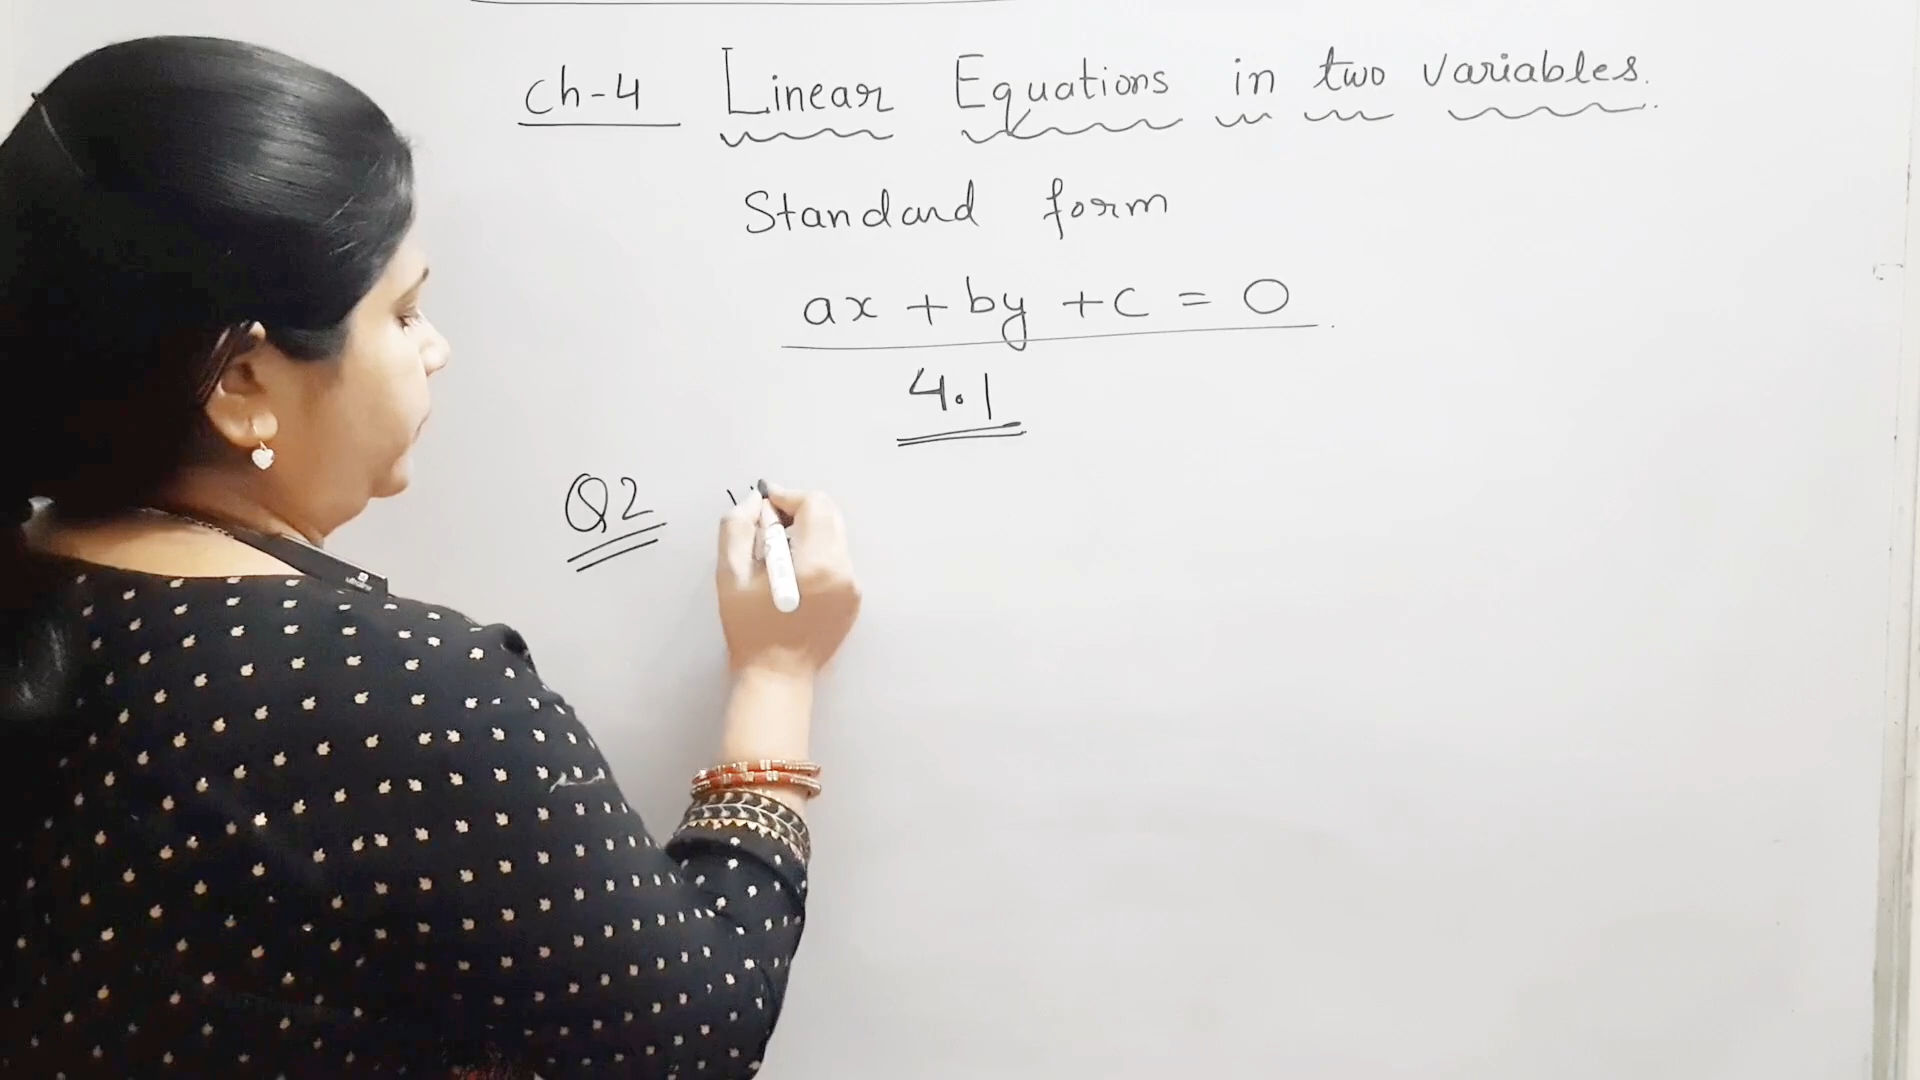 Ch-4 Linear Equations in two variables.
Standard form
ax + by + c = 0
4.1
Q2